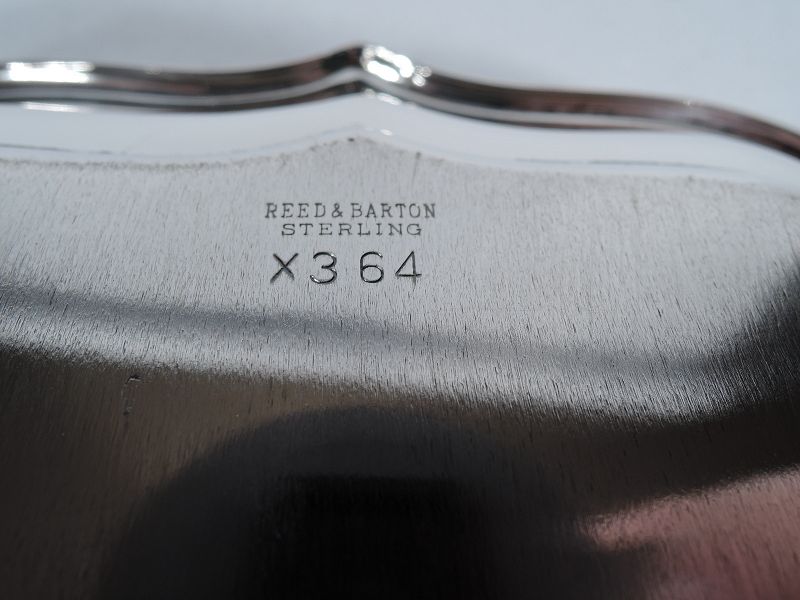 REED & BARTON
STERLING
X364